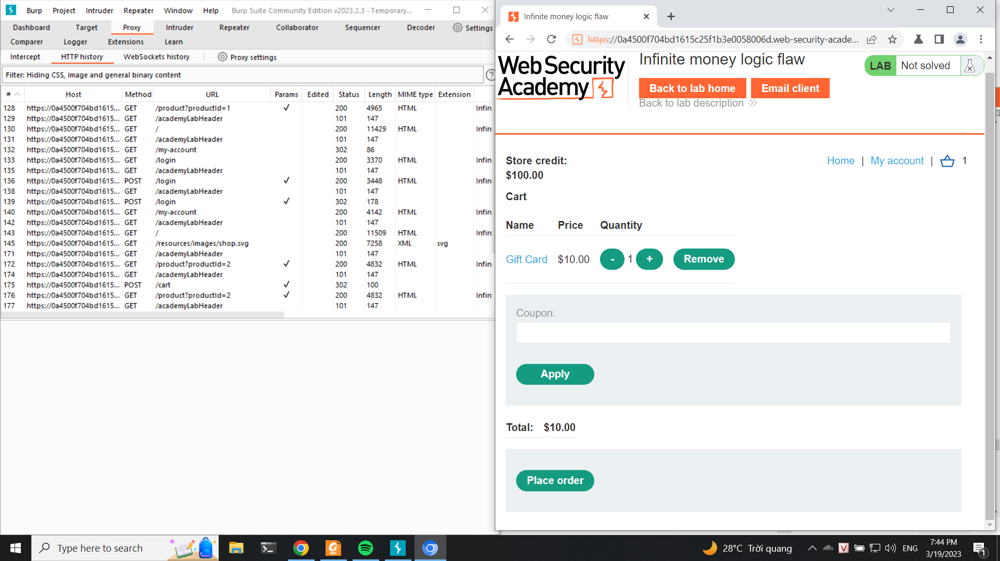 Burp Project Intruder Repeater Window Help Burp Suite Community Edition v2023.2.3 - Temporary...
Dashboard Target Proxy Intruder Repeater Collaborator Sequencer Decoder Settings
Comparer Logger Extensions Learn
Intercept HTTP history WebSockets history Proxy settings
Filter: Hiding CSS, image and general binary content ?
# Host Method URL Params Edited Status Length MIME type Extension
128 https://0a4500f704bd1615... GET /product?productId=1 ✓ 200 4965 HTML Infin
129 https://0a4500f704bd1615... GET /academyLabHeader 101 147
130 https://0a4500f704bd1615... GET / 200 11429 HTML Infin
131 https://0a4500f704bd1615... GET /academyLabHeader 101 147
132 https://0a4500f704bd1615... GET /my-account 302 86
133 https://0a4500f704bd1615... GET /login 200 3370 HTML Infin
135 https://0a4500f704bd1615... GET /academyLabHeader 101 147
136 https://0a4500f704bd1615... POST /login ✓ 200 3448 HTML Infin
138 https://0a4500f704bd1615... GET /academyLabHeader 101 147
139 https://0a4500f704bd1615... POST /login ✓ 302 178
140 https://0a4500f704bd1615... GET /my-account 200 4142 HTML Infin
142 https://0a4500f704bd1615... GET /academyLabHeader 101 147
143 https://0a4500f704bd1615... GET / 200 11509 HTML Infin
145 https://0a4500f704bd1615... GET /resources/images/shop.svg 200 7258 XML svg
171 https://0a4500f704bd1615... GET /academyLabHeader 101 147
172 https://0a4500f704bd1615... GET /product?productId=2 ✓ 200 4832 HTML Infin
174 https://0a4500f704bd1615... GET /academyLabHeader 101 147
175 https://0a4500f704bd1615... POST /cart ✓ 302 100
176 https://0a4500f704bd1615... GET /product?productId=2 ✓ 200 4832 HTML Infin
177 https://0a4500f704bd1615... GET /academyLabHeader 101 147
Infinite money logic flaw
https://0a4500f704bd1615c25f1b3e0058006d.web-security-acade...
Web Security
Academy
Infinite money logic flaw
LAB Not solved
Back to lab home Email client
Back to lab description
Store credit:
$100.00
Home | My account | 1
Cart
Name Price Quantity
Gift Card $10.00 - 1 + Remove
Coupon:
Apply
Total: $10.00
Place order
Type here to search
28°C Trời quang
ENG
7:44 PM
3/19/2023
1